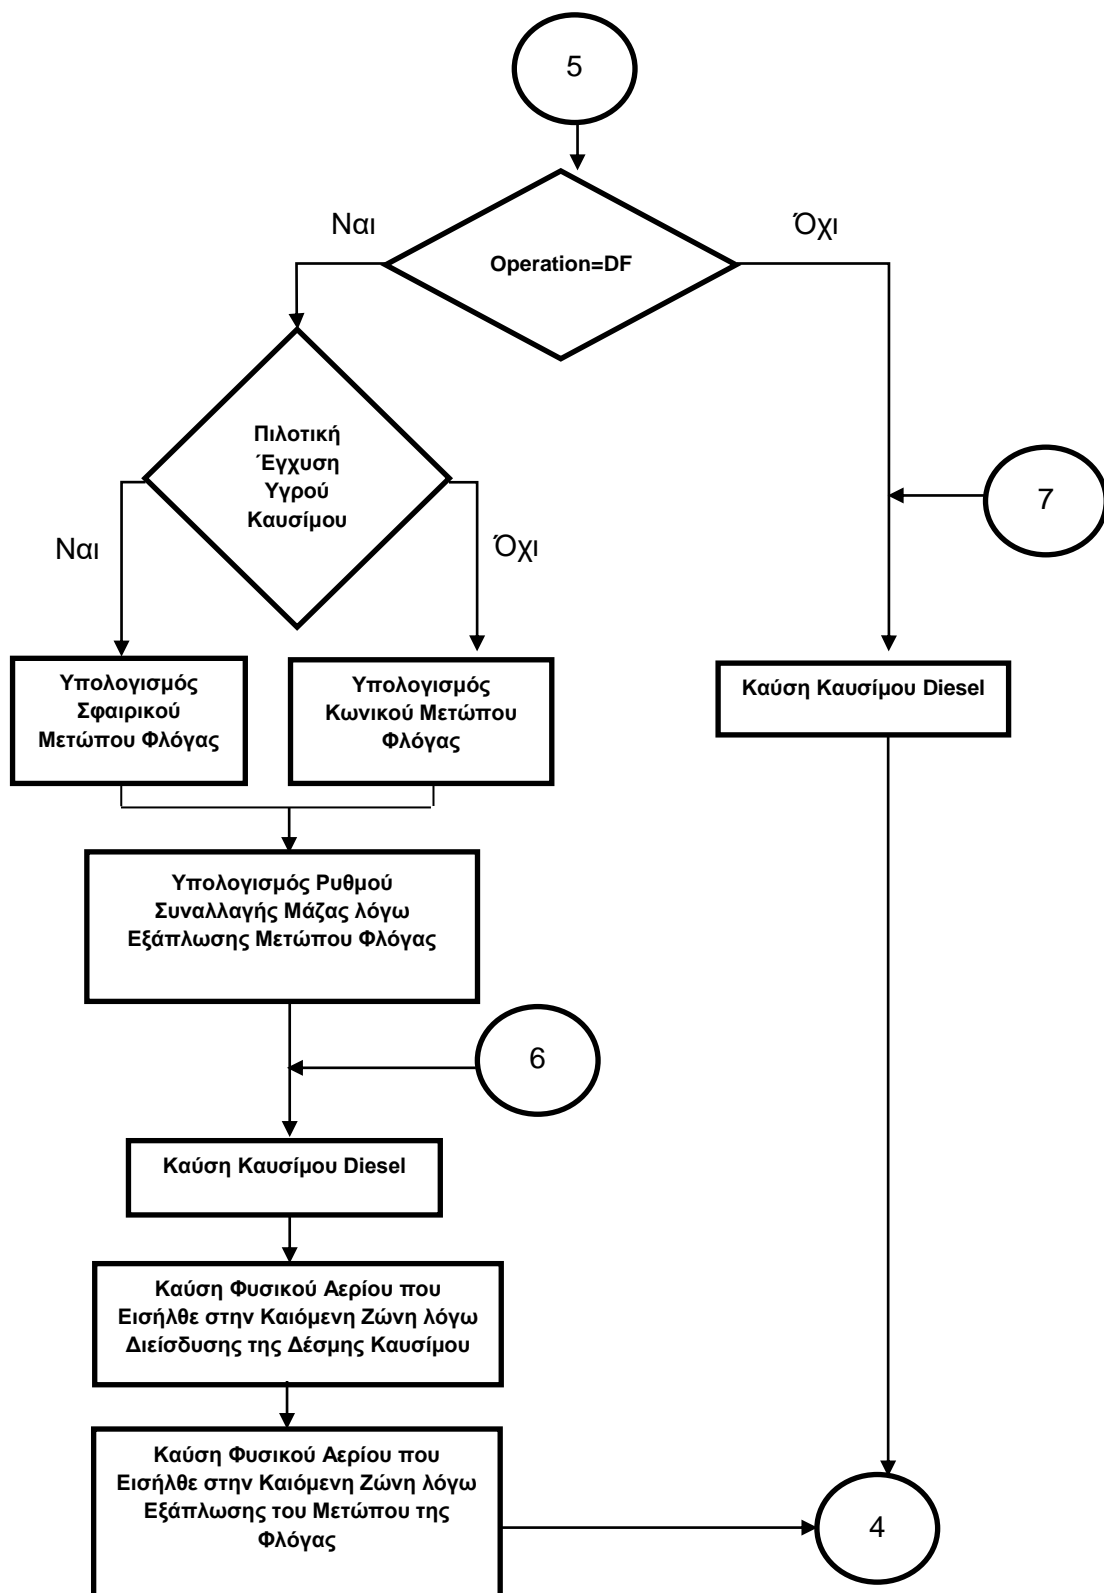 5
Ναι
Όχι
Operation=DF
Πιλοτική
Έγχυση
Υγρού
Καυσίμου
7
Ναι
Όχι
Υπολογισμός
Σφαιρικού
Μετώπου Φλόγας
Υπολογισμός
Κωνικού Μετώπου
Φλόγας
Καύση Καυσίμου Diesel
Υπολογισμός Ρυθμού
Συναλλαγής Μάζας λόγω
Εξάπλωσης Μετώπου Φλόγας
6
Καύση Καυσίμου Diesel
Καύση Φυσικού Αερίου που
Εισήλθε στην Καιόμενη Ζώνη λόγω
Διείσδυσης της Δέσμης Καυσίμου
Καύση Φυσικού Αερίου που
Εισήλθε στην Καιόμενη Ζώνη λόγω
Εξάπλωσης του Μετώπου της
Φλόγας
4